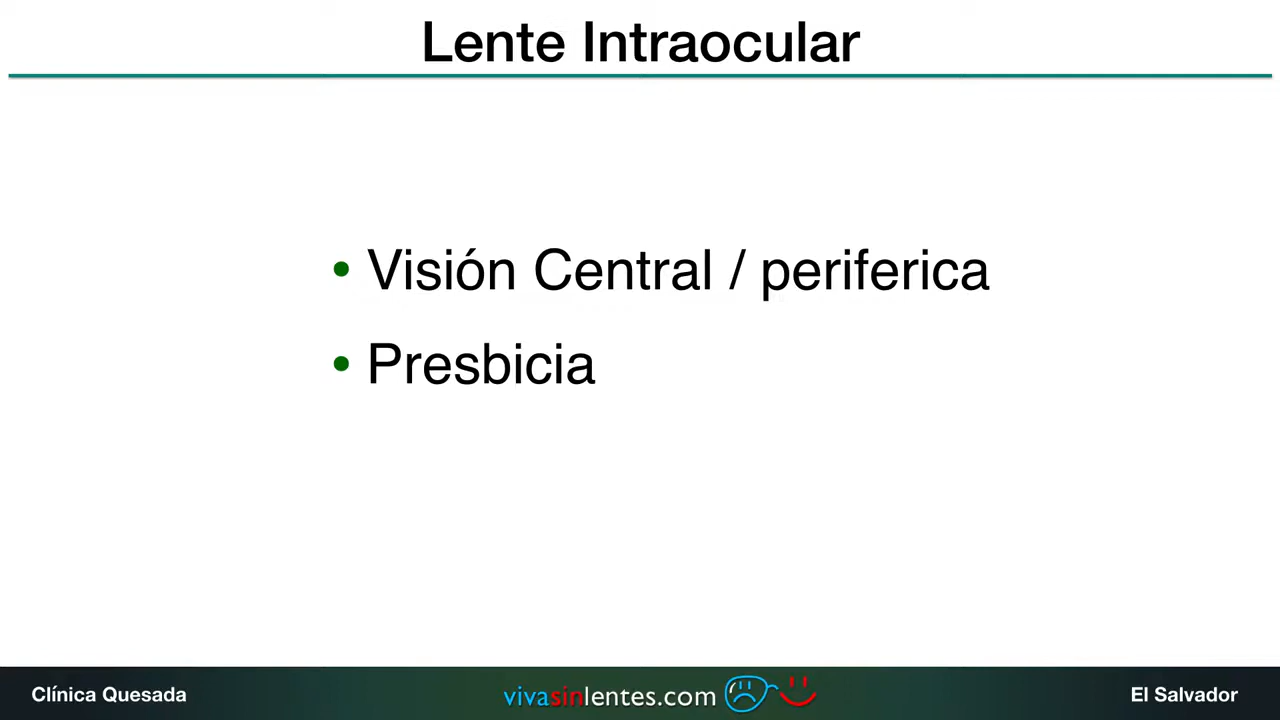 Lente Intraocular
• Visión Central / periferica
• Presbicia
Clínica Quesada
vivasinlentes.com
El Salvador